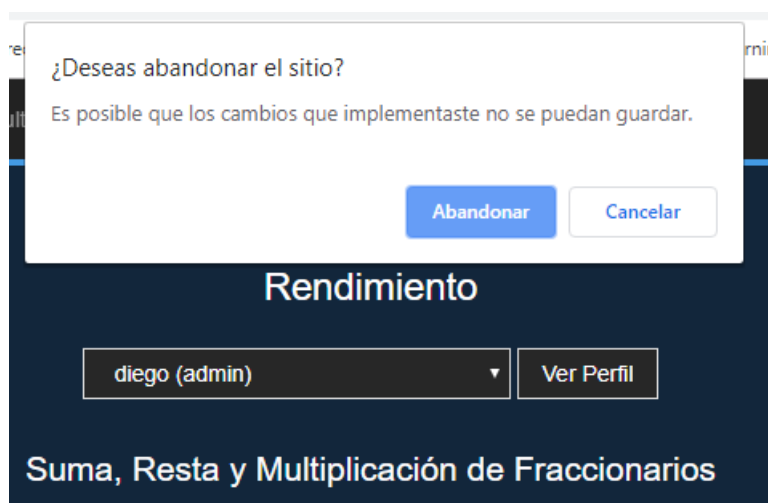 ¿Deseas abandonar el sitio?
Es posible que los cambios que implementaste no se puedan guardar.
Abandonar
Cancelar
Rendimiento
diego (admin)
Ver Perfil
Suma, Resta y Multiplicación de Fraccionarios